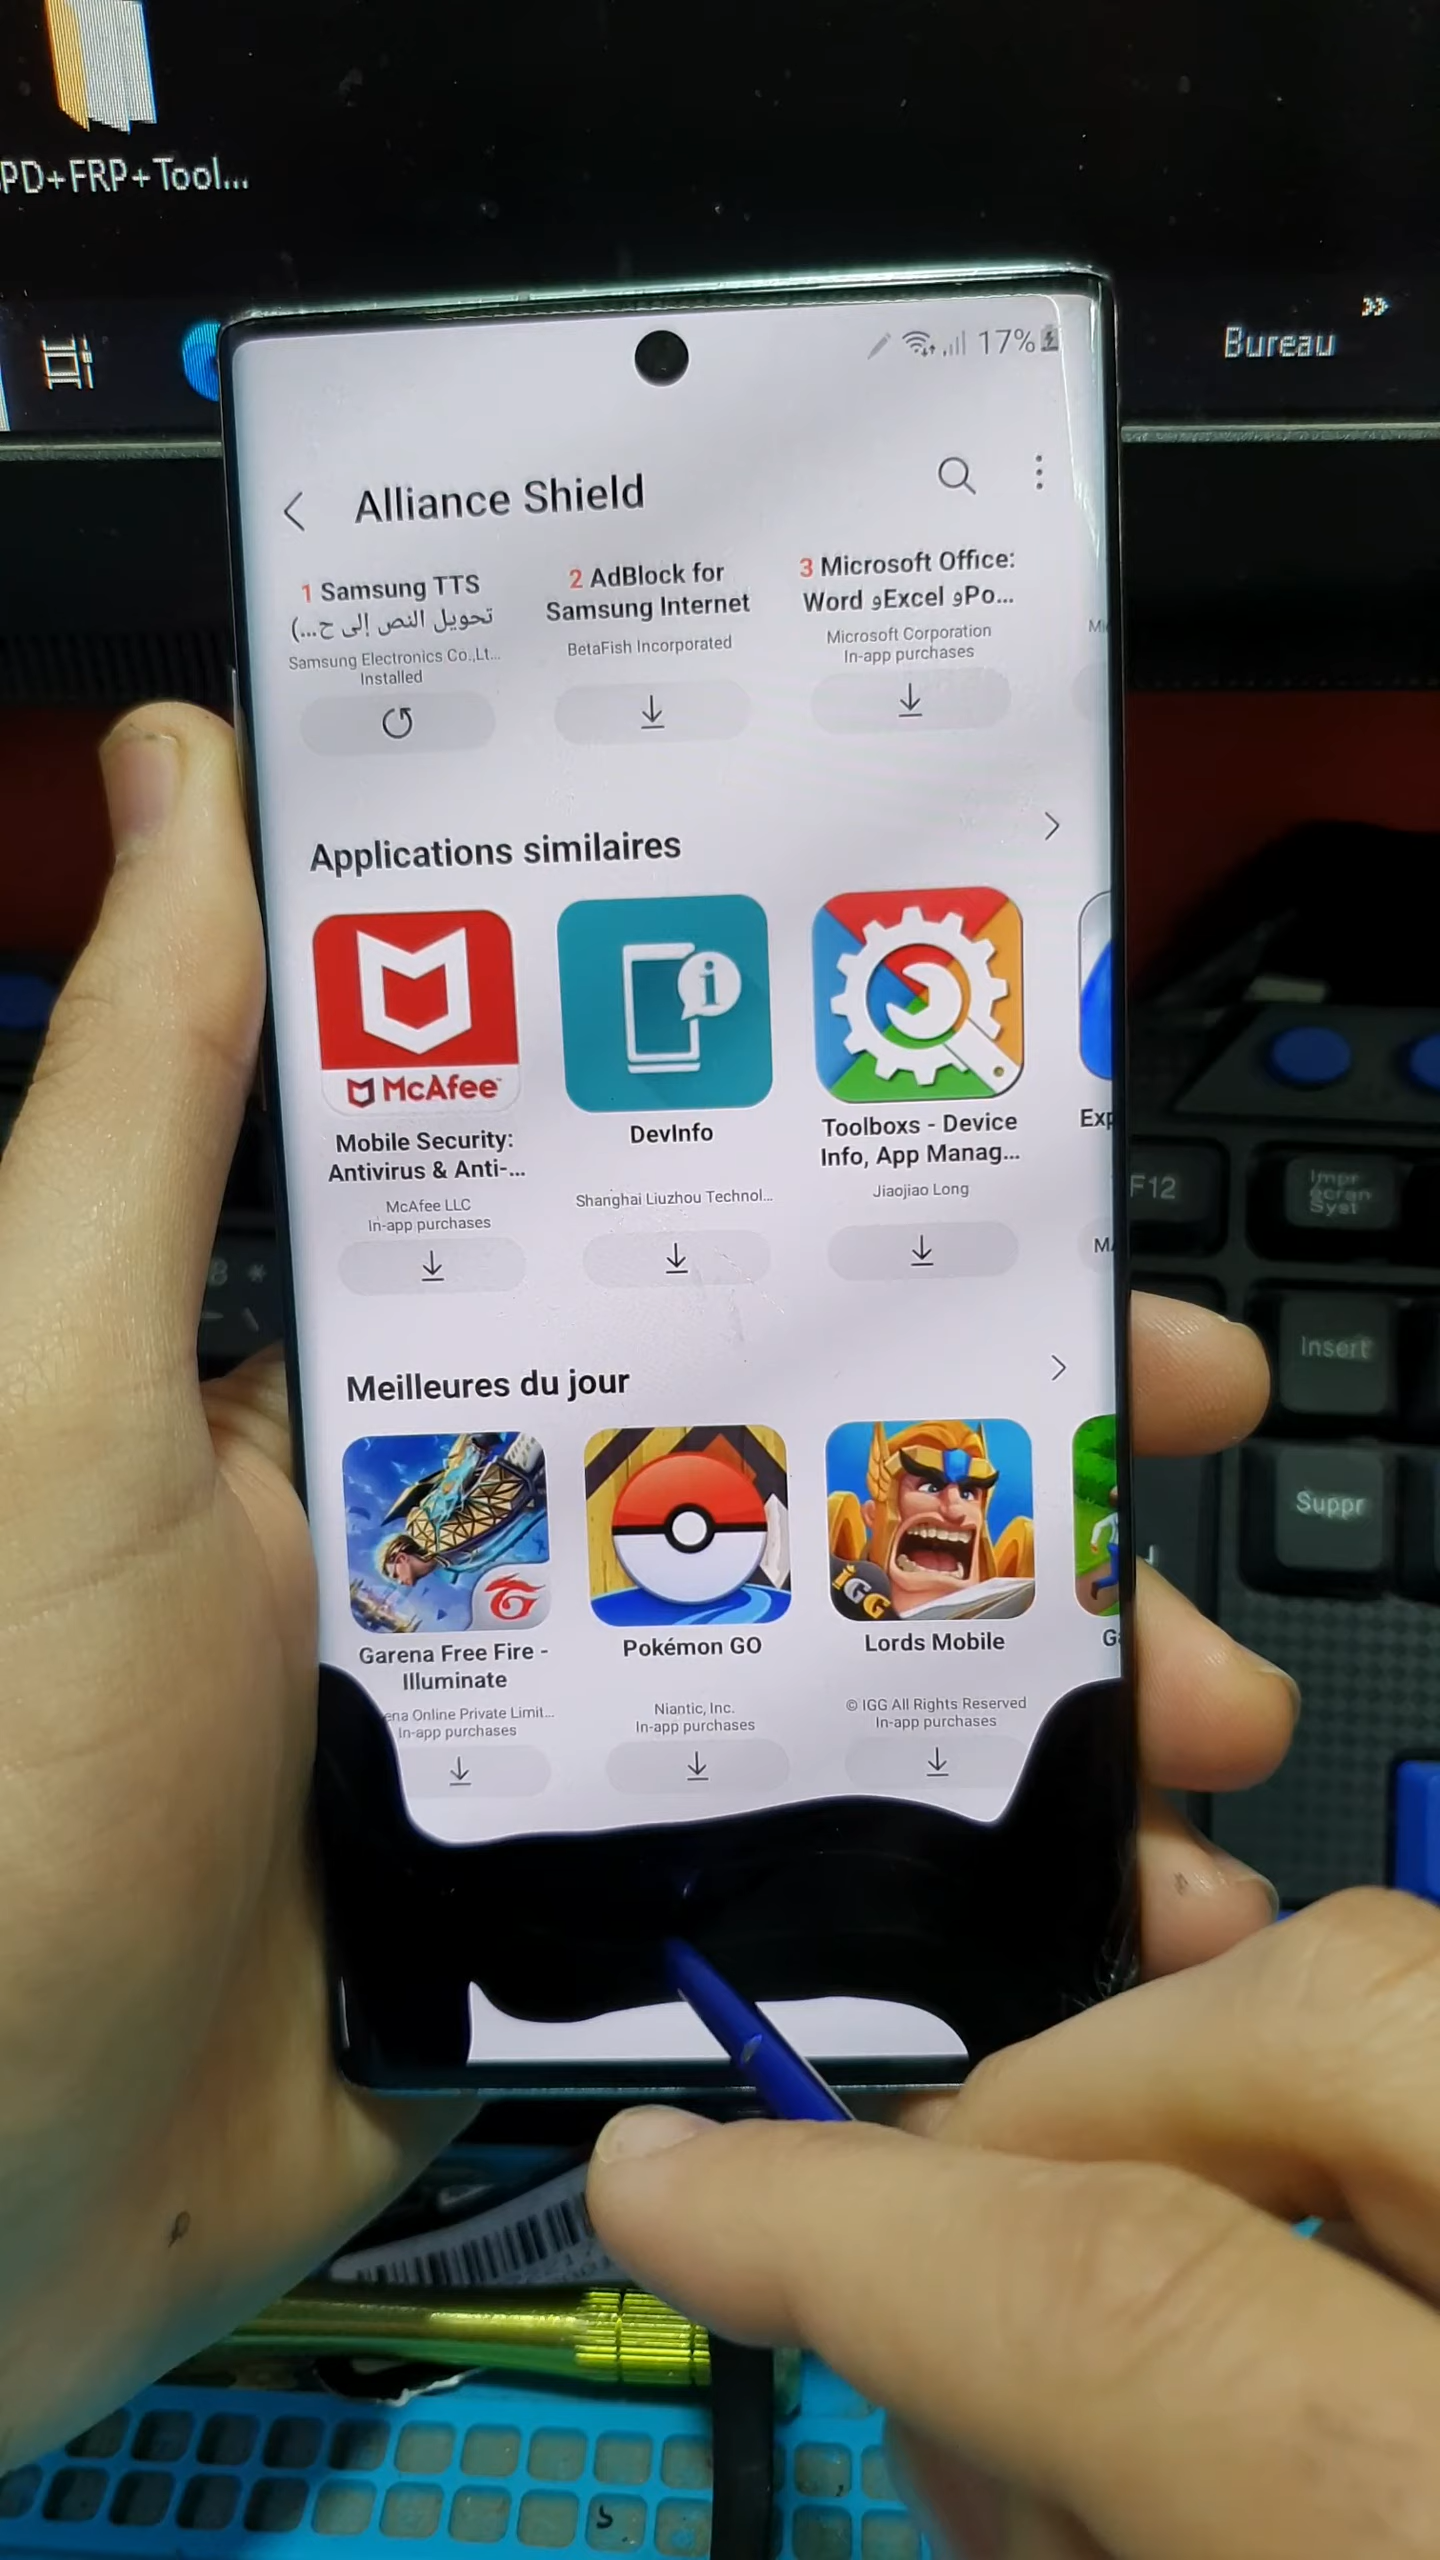 PD+FRP+Tool...
Bureau
17%
Alliance Shield
1 Samsung TTS
(تحويل النص إلى ح...
Samsung Electronics Co.,Lt...
Installed
2 AdBlock for
Samsung Internet
BetaFish Incorporated
3 Microsoft Office:
Word و Excel و Po...
Microsoft Corporation
In-app purchases
Applications similaires
McAfee
Mobile Security:
Antivirus & Anti-...
McAfee LLC
In-app purchases
DevInfo
Shanghai Liuzhou Technol...
Toolboxs - Device
Info, App Manag...
Jiaojiao Long
Exp
Meilleures du jour
Garena Free Fire -
Illuminate
ena Online Private Limit...
In-app purchases
Pokémon GO
Niantic, Inc.
In-app purchases
IGG
Lords Mobile
© IGG All Rights Reserved
In-app purchases
F12
Impr
écran
Syst
Insert
Suppr